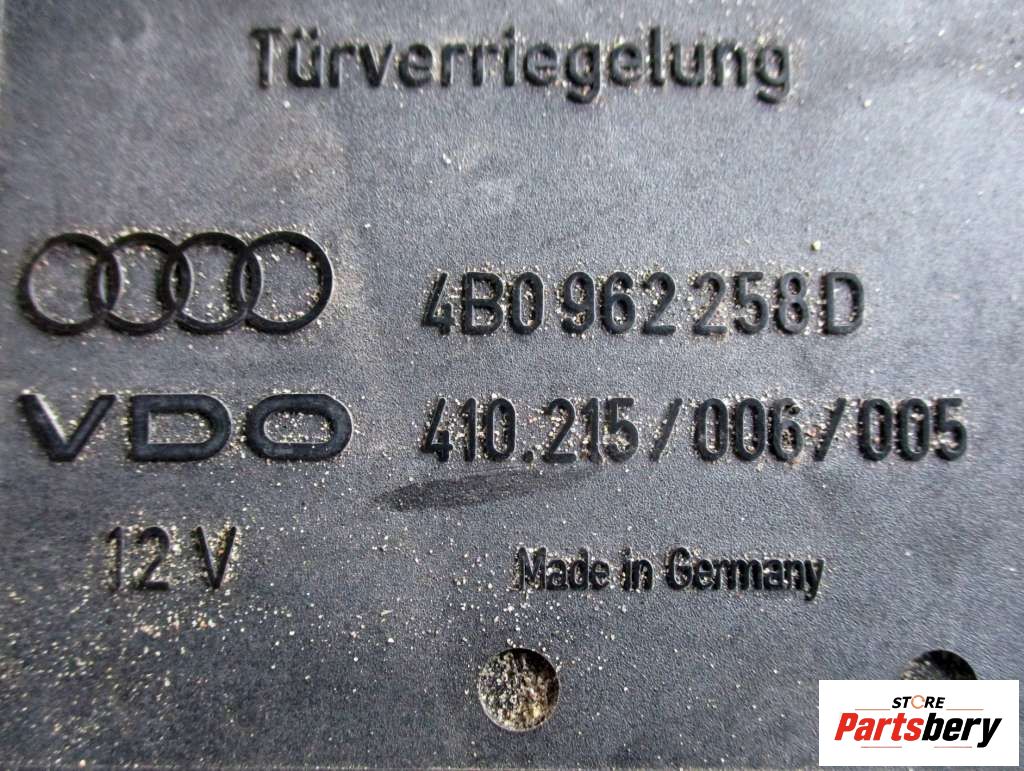 Türverriegelung
4B0 962 258 D
VDO 410.215/006/005
12 V Made in Germany
STORE
Partsbery